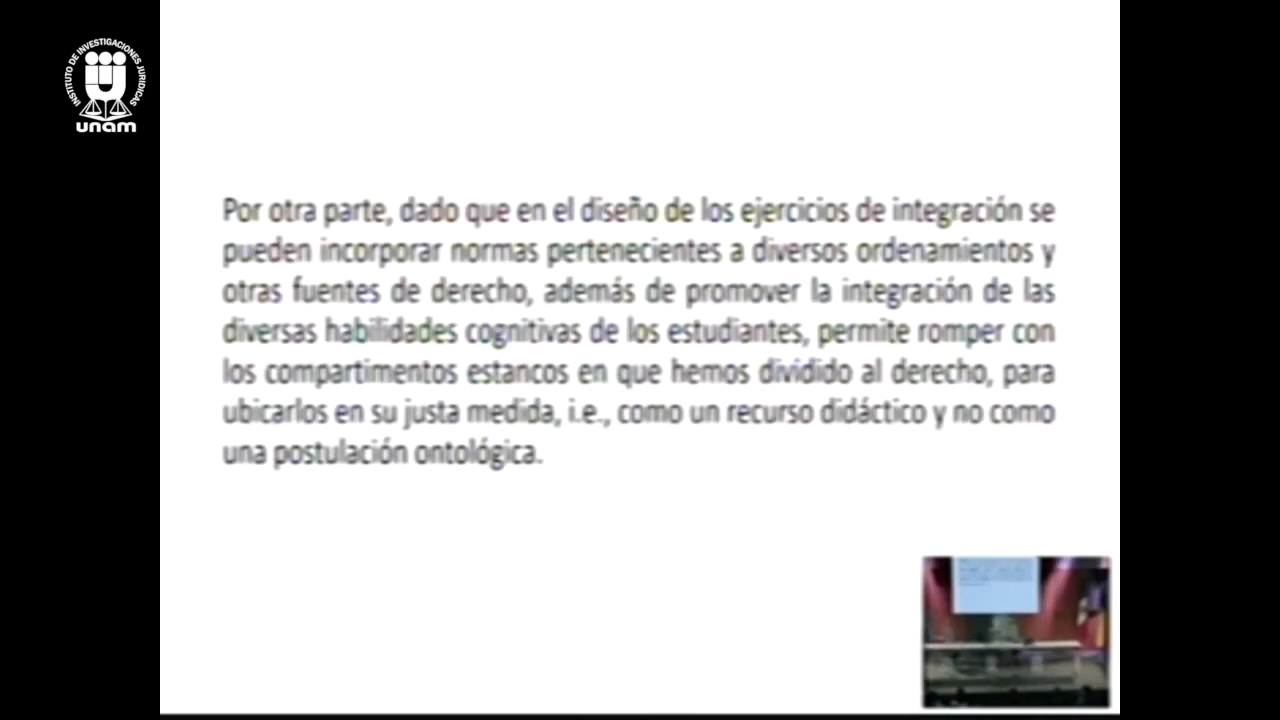 INSTITUTO DE INVESTIGACIONES JURIDICAS
unam
Por otra parte, dado que en el diseño de los ejercicios de integración se
pueden incorporar normas pertenecientes a diversos ordenamientos y
otras fuentes de derecho, además de promover la integración de las
diversas habilidades cognitivas de los estudiantes, permite romper con
los compartimentos estancos en que hemos dividido al derecho, para
ubicarlos en su justa medida, i.e., como un recurso didáctico y no como
una postulación ontológica.